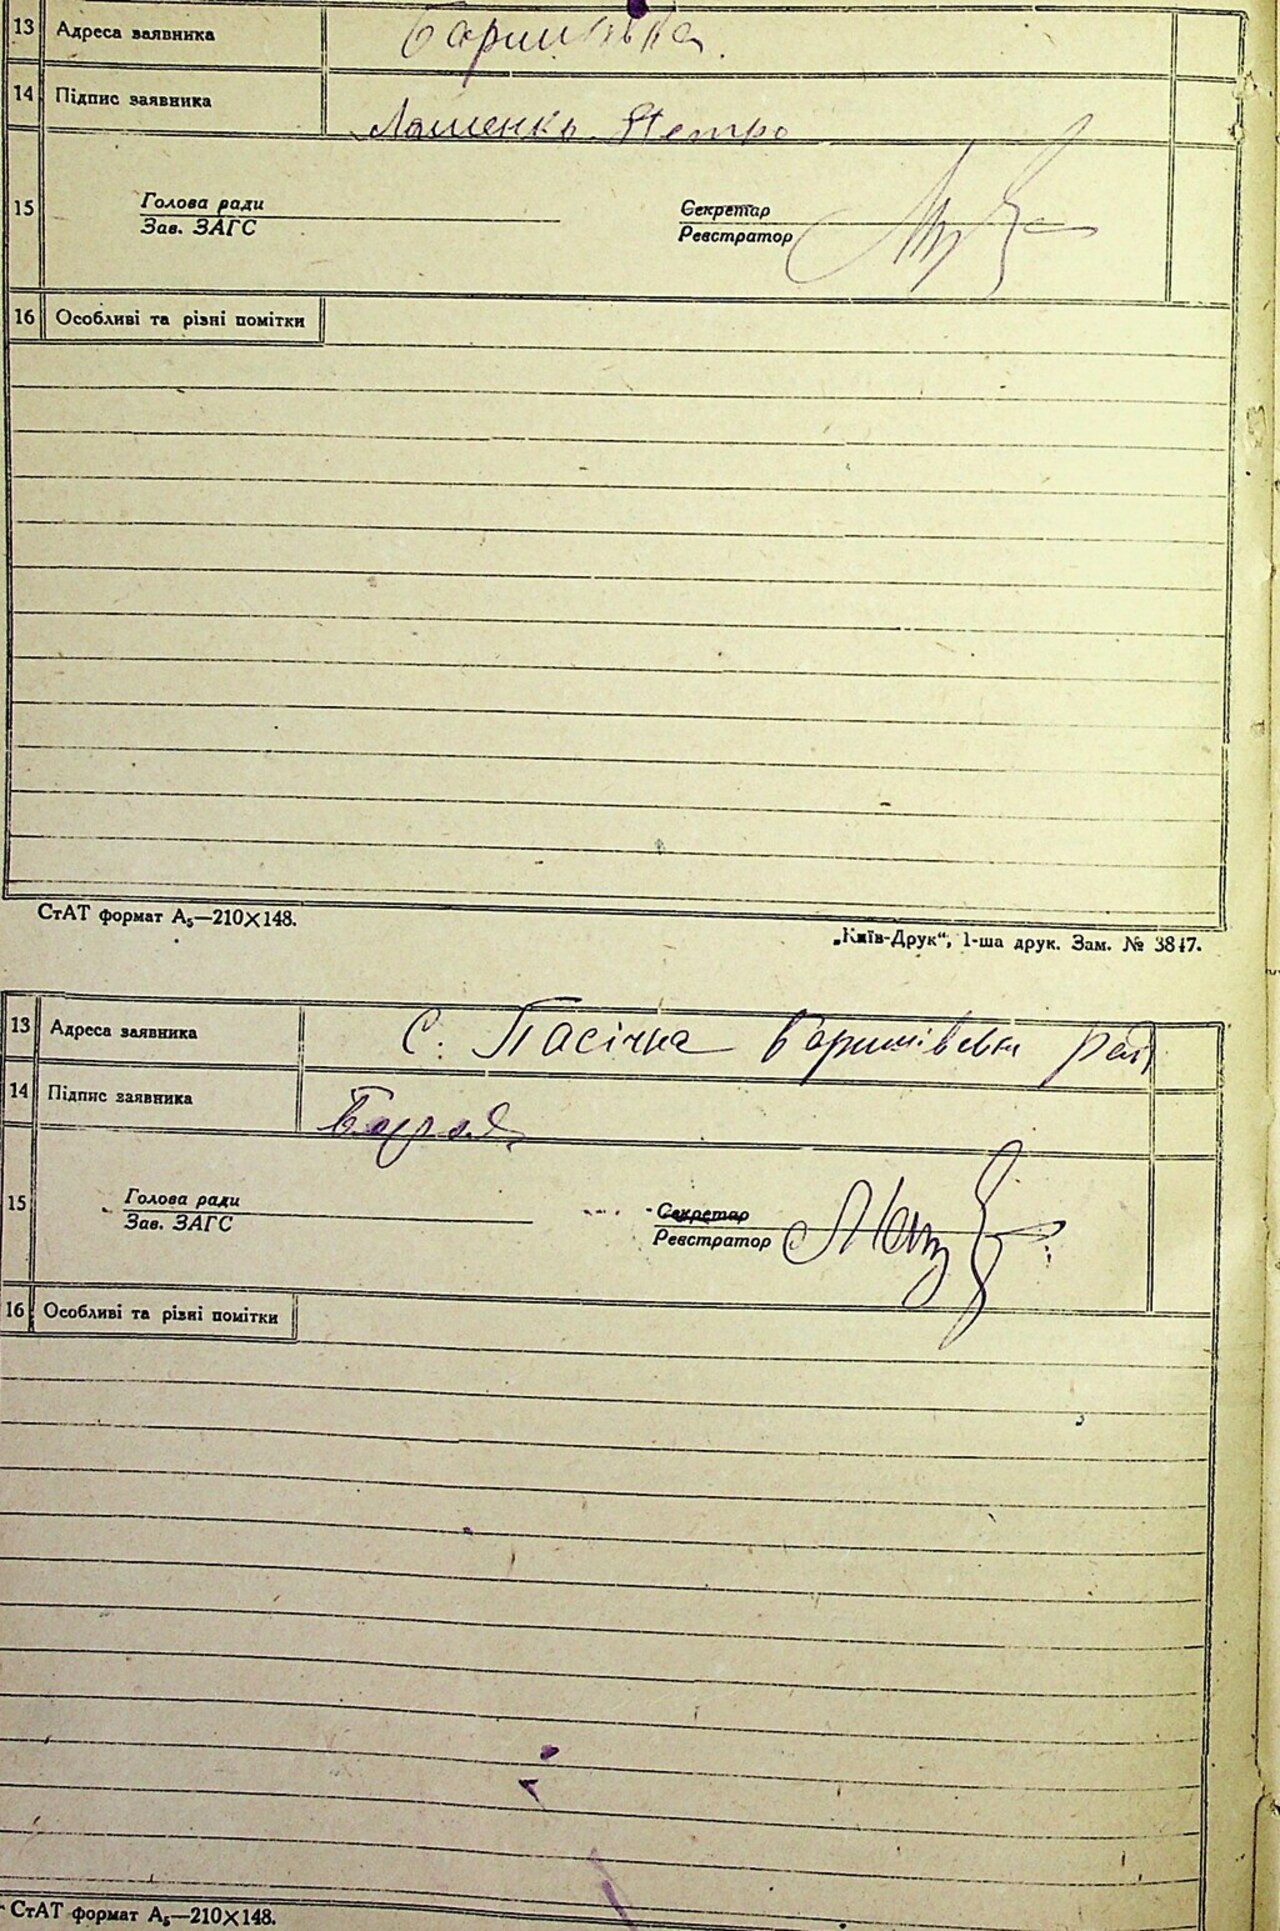 13 Адреса заявника Баришівка.
14 Підпис заявника Лященко Петро
15 Голова ради Секретар
Зав. ЗАГС Реєстратор
16 Особливі та різні помітки
СтАТ формат А₅—210×148.
„Київ-Друк“, 1-ша друк. Зам. № 3847.
13 Адреса заявника С. Пасічна Баришівськ рай
14 Підпис заявника
15 Голова ради Секретар
Зав. ЗАГС Реєстратор
16 Особливі та різні помітки
СтАТ формат А₅—210×148.